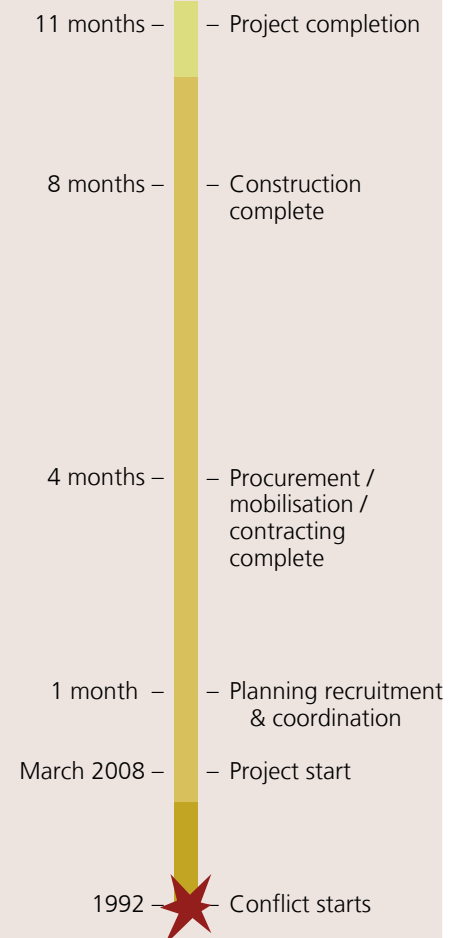 11 months – – Project completion
8 months – – Construction
complete
4 months – – Procurement /
mobilisation /
contracting
complete
1 month – – Planning recruitment
& coordination
March 2008 – – Project start
1992 – – Conflict starts